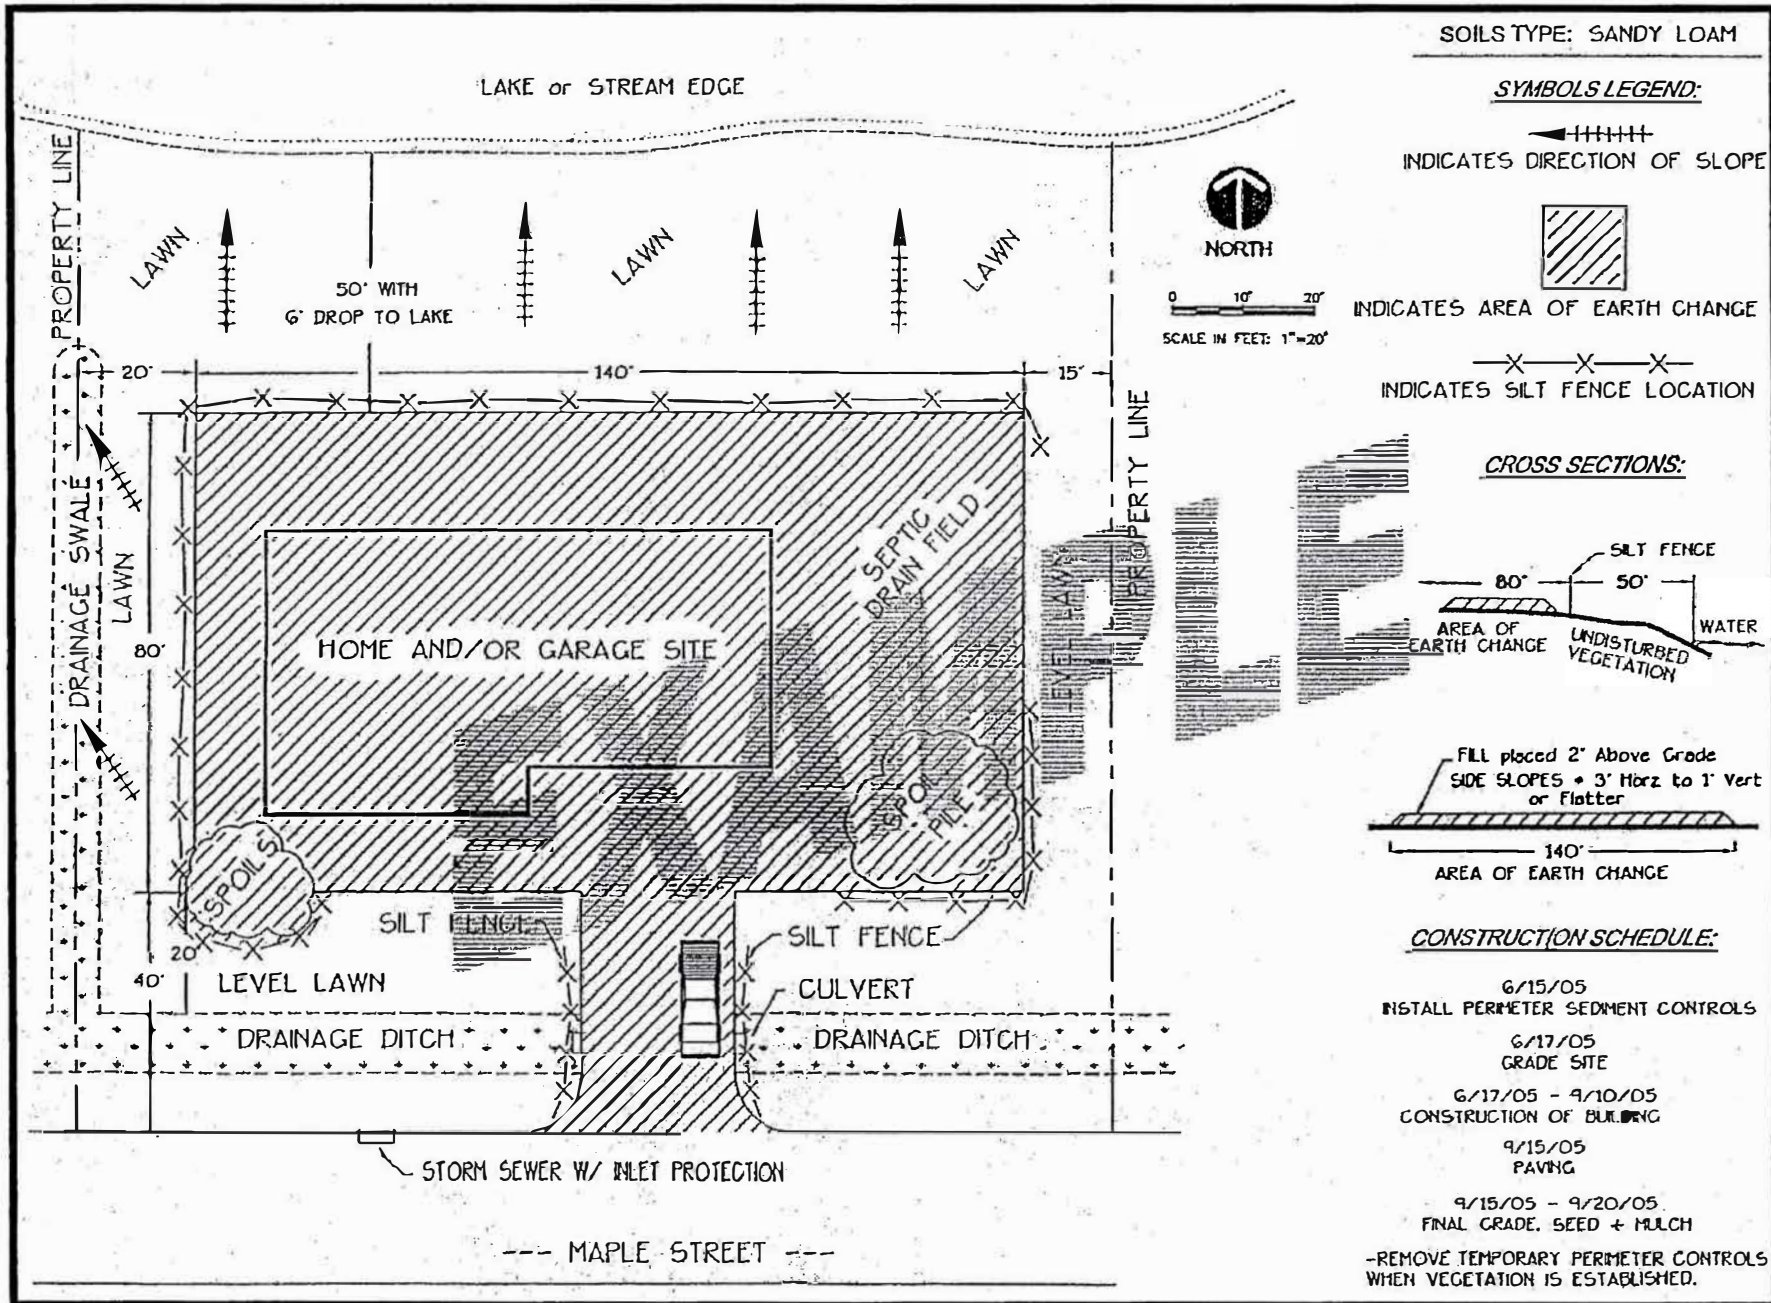 SOILS TYPE: SANDY LOAM
LAKE or STREAM EDGE
SYMBOLS LEGEND:
INDICATES DIRECTION OF SLOPE
PROPERTY LINE
LAWN
LAWN
LAWN
50' WITH
6' DROP TO LAKE
NORTH
0 10' 20'
SCALE IN FEET: 1"=20'
INDICATES AREA OF EARTH CHANGE
20'
140'
15'
INDICATES SILT FENCE LOCATION
PROPERTY LINE
CROSS SECTIONS:
DRAINAGE SWALE
LAWN
80'
SEPTIC
DRAIN FIELD
LEVEL LAWN
HOME AND/OR GARAGE SITE
EXAMPLE
SILT FENCE
80'
50'
AREA OF
EARTH CHANGE
UNDISTURBED
VEGETATION
WATER
SPOIL
PILE
FILL placed 2' Above Grade
SIDE SLOPES • 3' Horz to 1' Vert
or Flatter
140'
AREA OF EARTH CHANGE
SPOILS
20'
40'
SILT FENCE
SILT FENCE
LEVEL LAWN
CULVERT
DRAINAGE DITCH
DRAINAGE DITCH
CONSTRUCTION SCHEDULE:
6/15/05
INSTALL PERIMETER SEDIMENT CONTROLS
6/17/05
GRADE SITE
6/17/05 - 9/10/05
CONSTRUCTION OF BUILDING
9/15/05
PAVING
9/15/05 - 9/20/05
FINAL GRADE, SEED + MULCH
-REMOVE TEMPORARY PERIMETER CONTROLS
WHEN VEGETATION IS ESTABLISHED.
STORM SEWER W/ INLET PROTECTION
--- MAPLE STREET ---